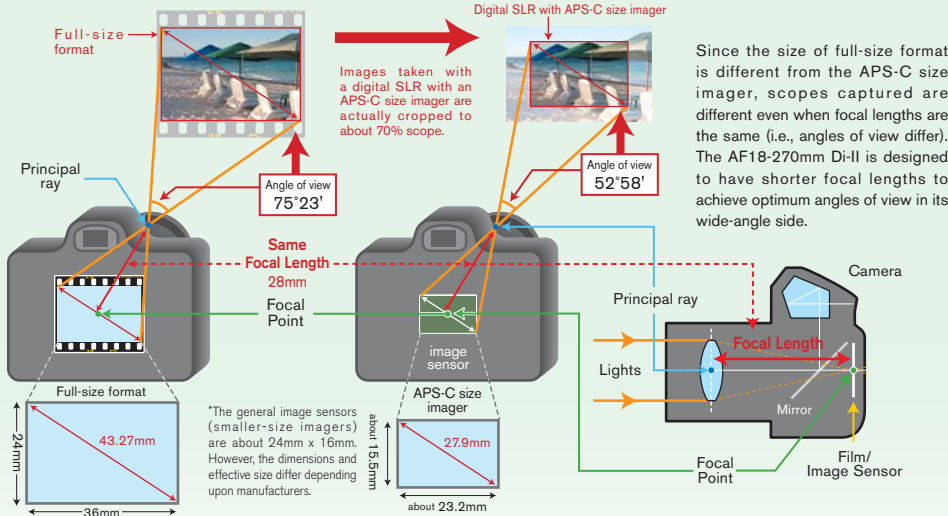 Full-size
format
Images taken with
a digital SLR with an
APS-C size imager are
actually cropped to
about 70% scope.
Digital SLR with APS-C size imager
Since the size of full-size format
is different from the APS-C size
imager, scopes captured are
different even when focal lengths are
the same (i.e., angles of view differ).
The AF18-270mm Di-II is designed
to have shorter focal lengths to
achieve optimum angles of view in its
wide-angle side.
Principal
ray
Angle of view
75°23'
Angle of view
52°58'
Same
Focal Length
28mm
Focal
Point
image
sensor
Full-size format
24mm
43.27mm
36mm
*The general image sensors
(smaller-size imagers)
are about 24mm x 16mm.
However, the dimensions and
effective size differ depending
upon manufacturers.
APS-C size
imager
about 15.5mm
27.9mm
about 23.2mm
Camera
Principal ray
Focal Length
Lights
Mirror
Focal
Point
Film/
Image Sensor